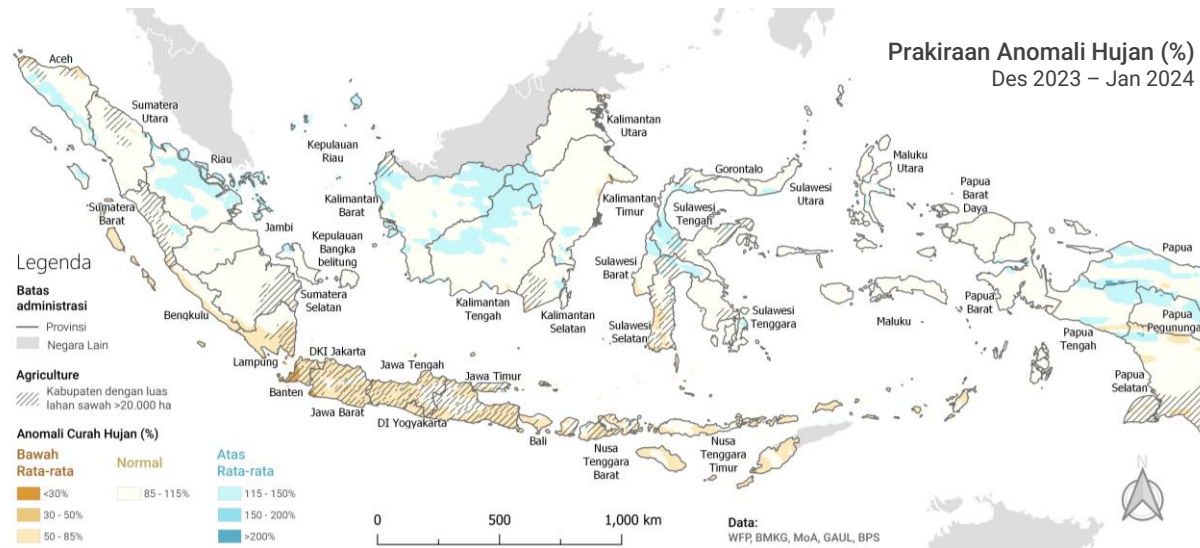 Prakiraan Anomali Hujan (%)
Des 2023 – Jan 2024
Aceh
Sumatera
Utara
Riau
Kepulauan
Riau
Sumatera
Barat
Jambi
Kepulauan
Bangka
belitung
Sumatera
Selatan
Bengkulu
Lampung
Kalimantan
Utara
Kalimantan
Barat
Kalimantan
Timur
Kalimantan
Tengah
Kalimantan
Selatan
Gorontalo
Sulawesi
Utara
Sulawesi
Tengah
Sulawesi
Barat
Sulawesi
Selatan
Sulawesi
Tenggara
Maluku
Utara
Maluku
Papua
Barat
Daya
Papua
Papua
Barat
Papua
Tengah
Papua
Pegununga
Papua
Selatan
DKI Jakarta
Banten
Jawa Barat
Jawa Tengah
DI Yogyakarta
Jawa Timur
Bali
Nusa
Tenggara
Barat
Nusa
Tenggara
Timur
Legenda
Batas
administrasi
Provinsi
Negara Lain
Agriculture
Kabupaten dengan luas
lahan sawah >20.000 ha
Anomali Curah Hujan (%)
Bawah
Rata-rata
<30%
30 - 50%
50 - 85%
Normal
85 - 115%
Atas
Rata-rata
115 - 150%
150 - 200%
>200%
0 500 1,000 km
Data:
WFP, BMKG, MoA, GAUL, BPS
N